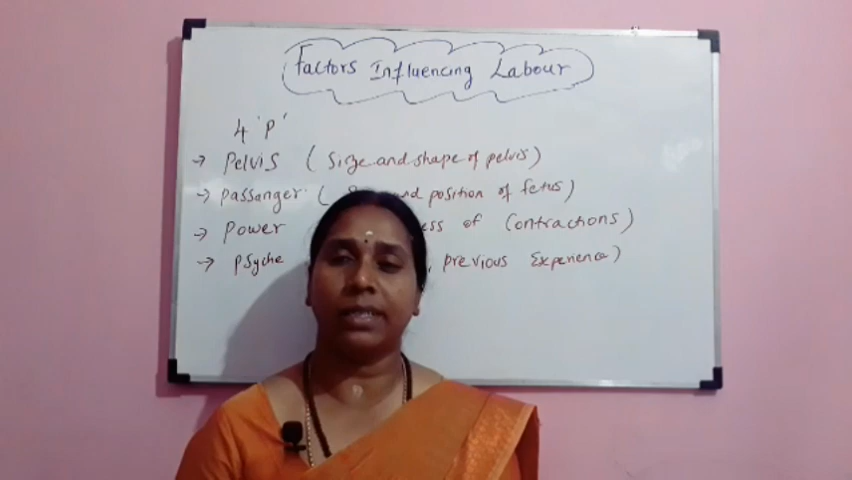 Factors Influencing Labour
4 'P'
→ Pelvis ( Size and shape of pelvis )
→ passanger ( and position of fetus )
→ Power ess of Contractions )
→ Psyche , previous Experience )